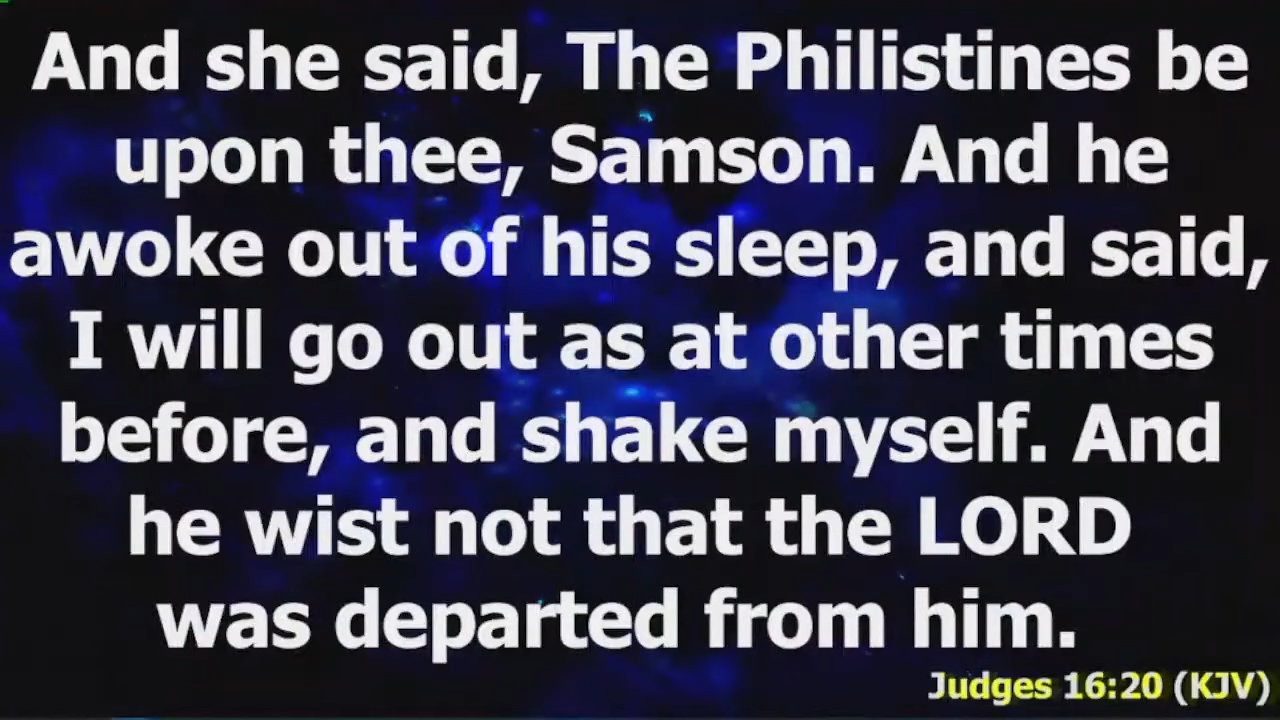 And she said, The Philistines be
upon thee, Samson. And he
awoke out of his sleep, and said,
I will go out as at other times
before, and shake myself. And
he wist not that the LORD
was departed from him.
Judges 16:20 (KJV)